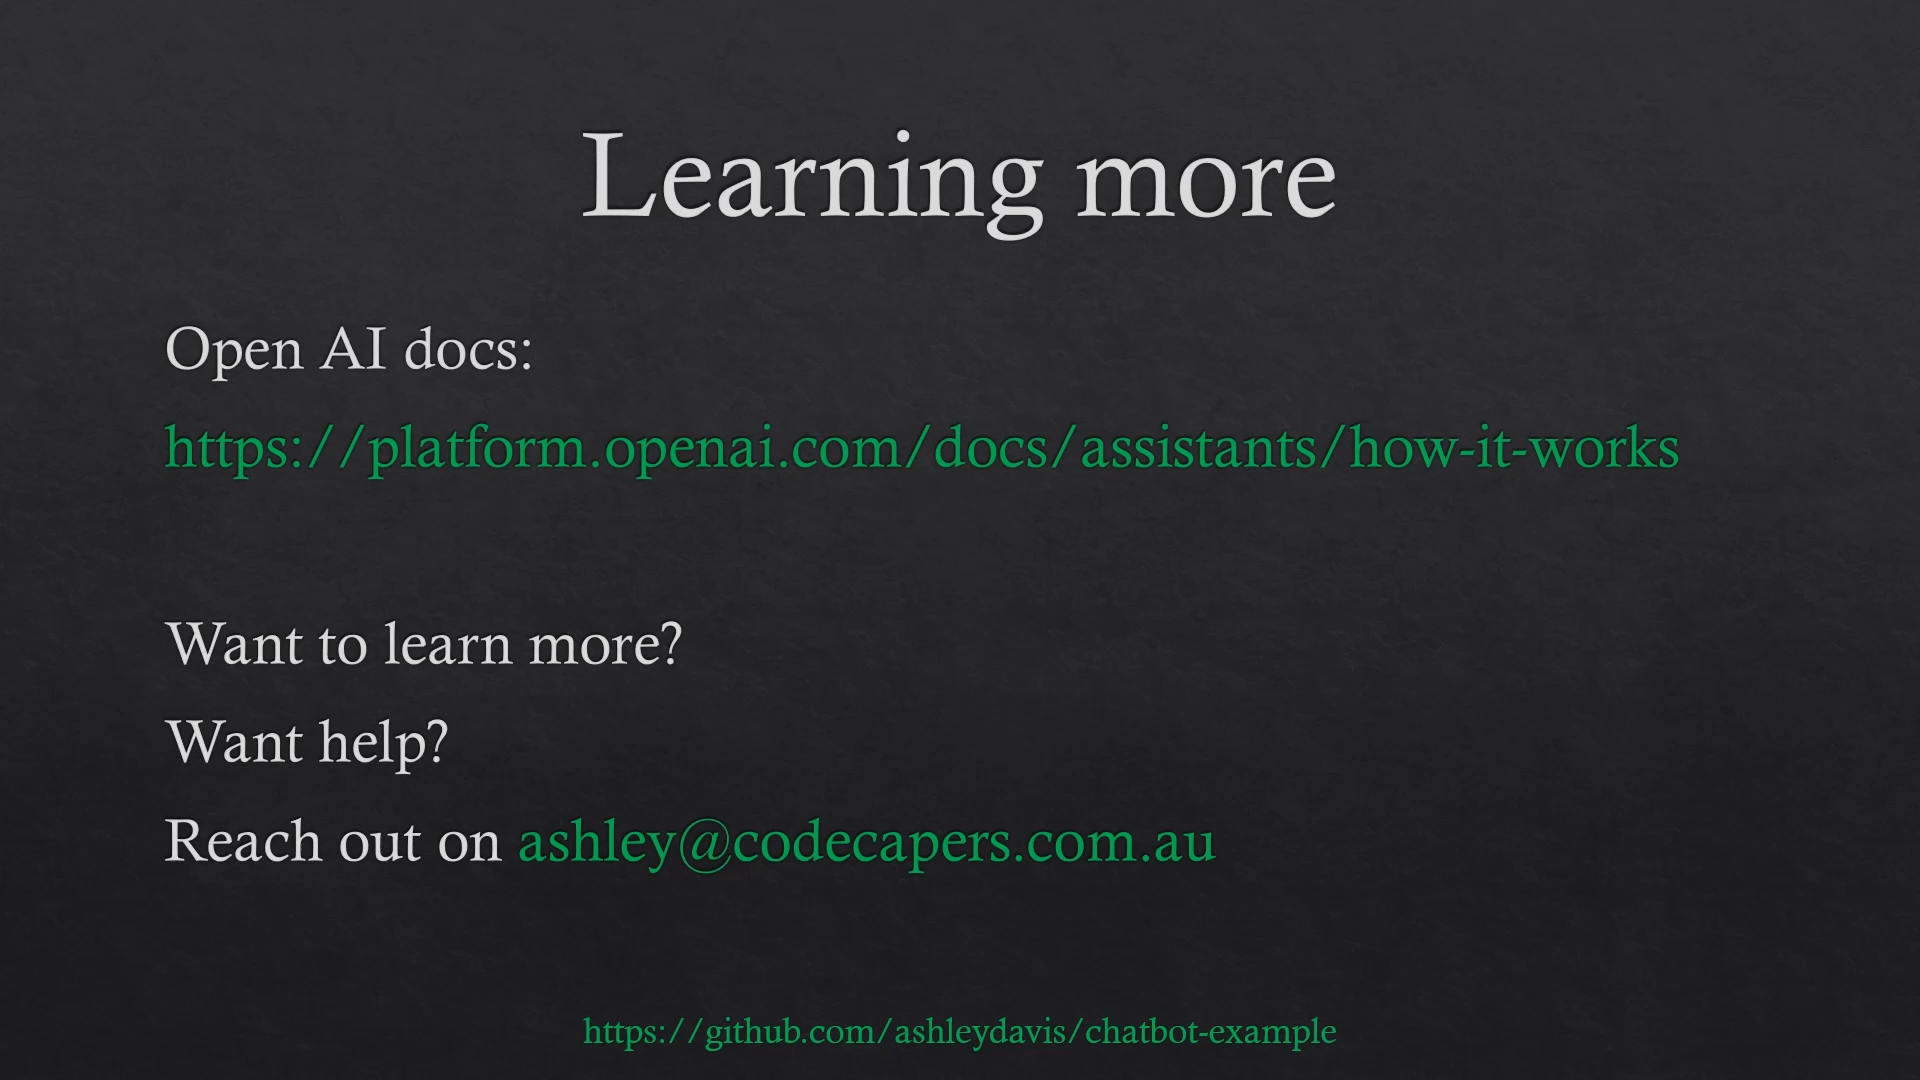 Learning more
Open AI docs:
https://platform.openai.com/docs/assistants/how-it-works
Want to learn more?
Want help?
Reach out on ashley@codecapers.com.au
https://github.com/ashleydavis/chatbot-example